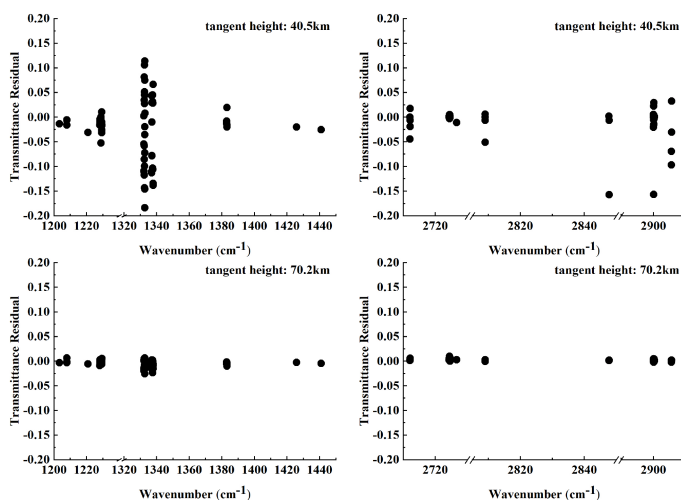 tangent height: 40.5km
Transmittance Residual
0.20
0.15
0.10
0.05
0.00
-0.05
-0.10
-0.15
-0.20
1200 1220 1320 1340 1360 1380 1400 1420 1440
Wavenumber (cm-1)
tangent height: 40.5km
Transmittance Residual
0.20
0.15
0.10
0.05
0.00
-0.05
-0.10
-0.15
-0.20
2720 2820 2840 2900
Wavenumber (cm-1)
tangent height: 70.2km
Transmittance Residual
0.20
0.15
0.10
0.05
0.00
-0.05
-0.10
-0.15
-0.20
1200 1220 1320 1340 1360 1380 1400 1420 1440
Wavenumber (cm-1)
tangent height: 70.2km
Transmittance Residual
0.20
0.15
0.10
0.05
0.00
-0.05
-0.10
-0.15
-0.20
2720 2820 2840 2900
Wavenumber (cm-1)